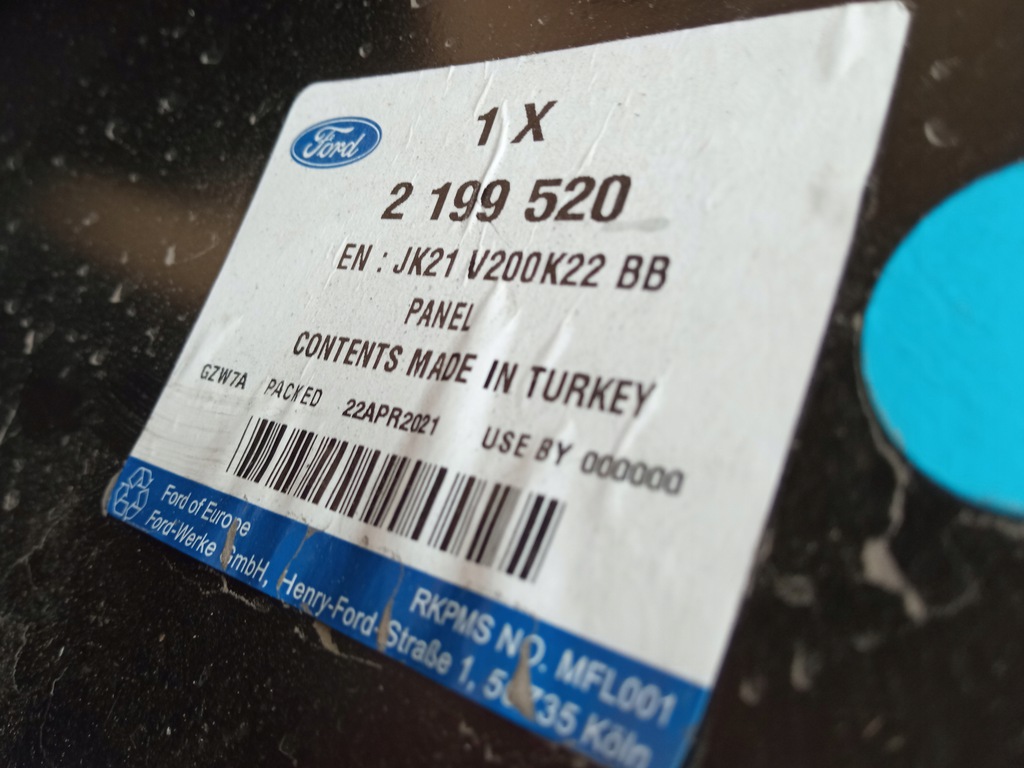 Ford
1 X
2 199 520
EN : JK21 V200K22 BB
PANEL
CONTENTS MADE IN TURKEY
GZW7A PACKED 22APR2021 USE BY 000000
Ford of Europe
Ford-Werke GmbH, Henry-Ford-Straße 1, 50735 Köln
RKPMS NO. MFL001